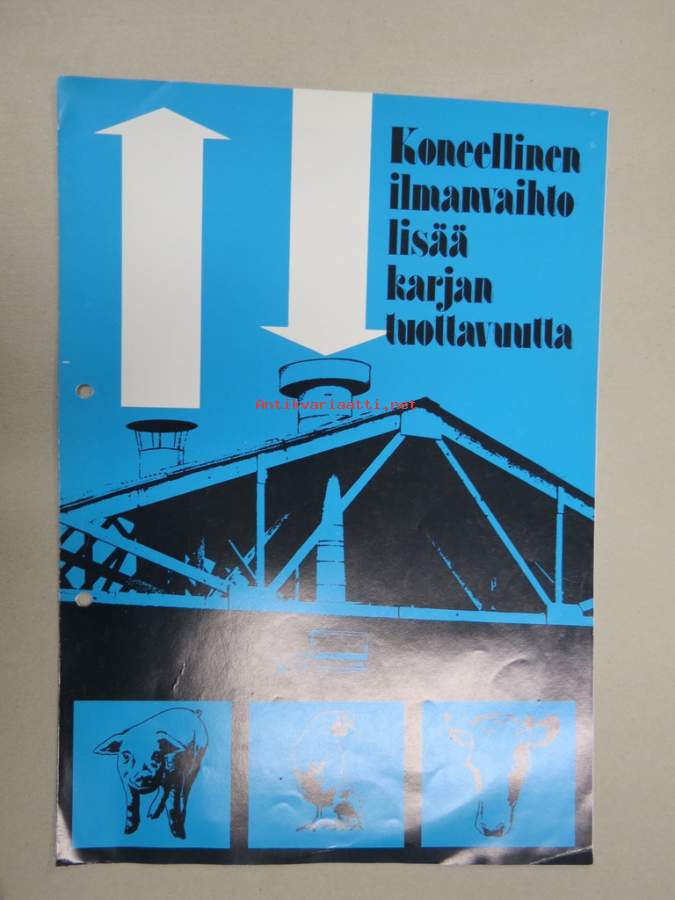 Koneellinen
ilmanvaihto
lisää
karjan
tuottavuutta
Antikvariaatti.net